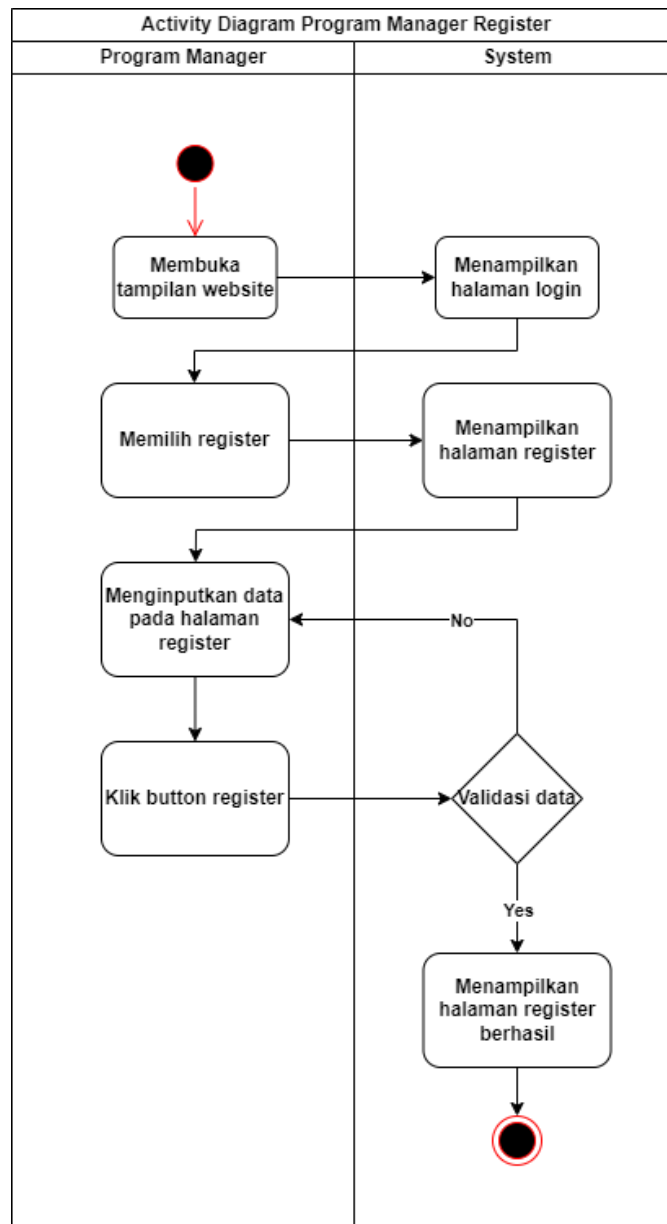 Activity Diagram Program Manager Register
Program Manager
System
Membuka
tampilan website
Menampilkan
halaman login
Memilih register
Menampilkan
halaman register
Menginputkan data
pada halaman
register
No
Klik button register
Validasi data
Yes
Menampilkan
halaman register
berhasil